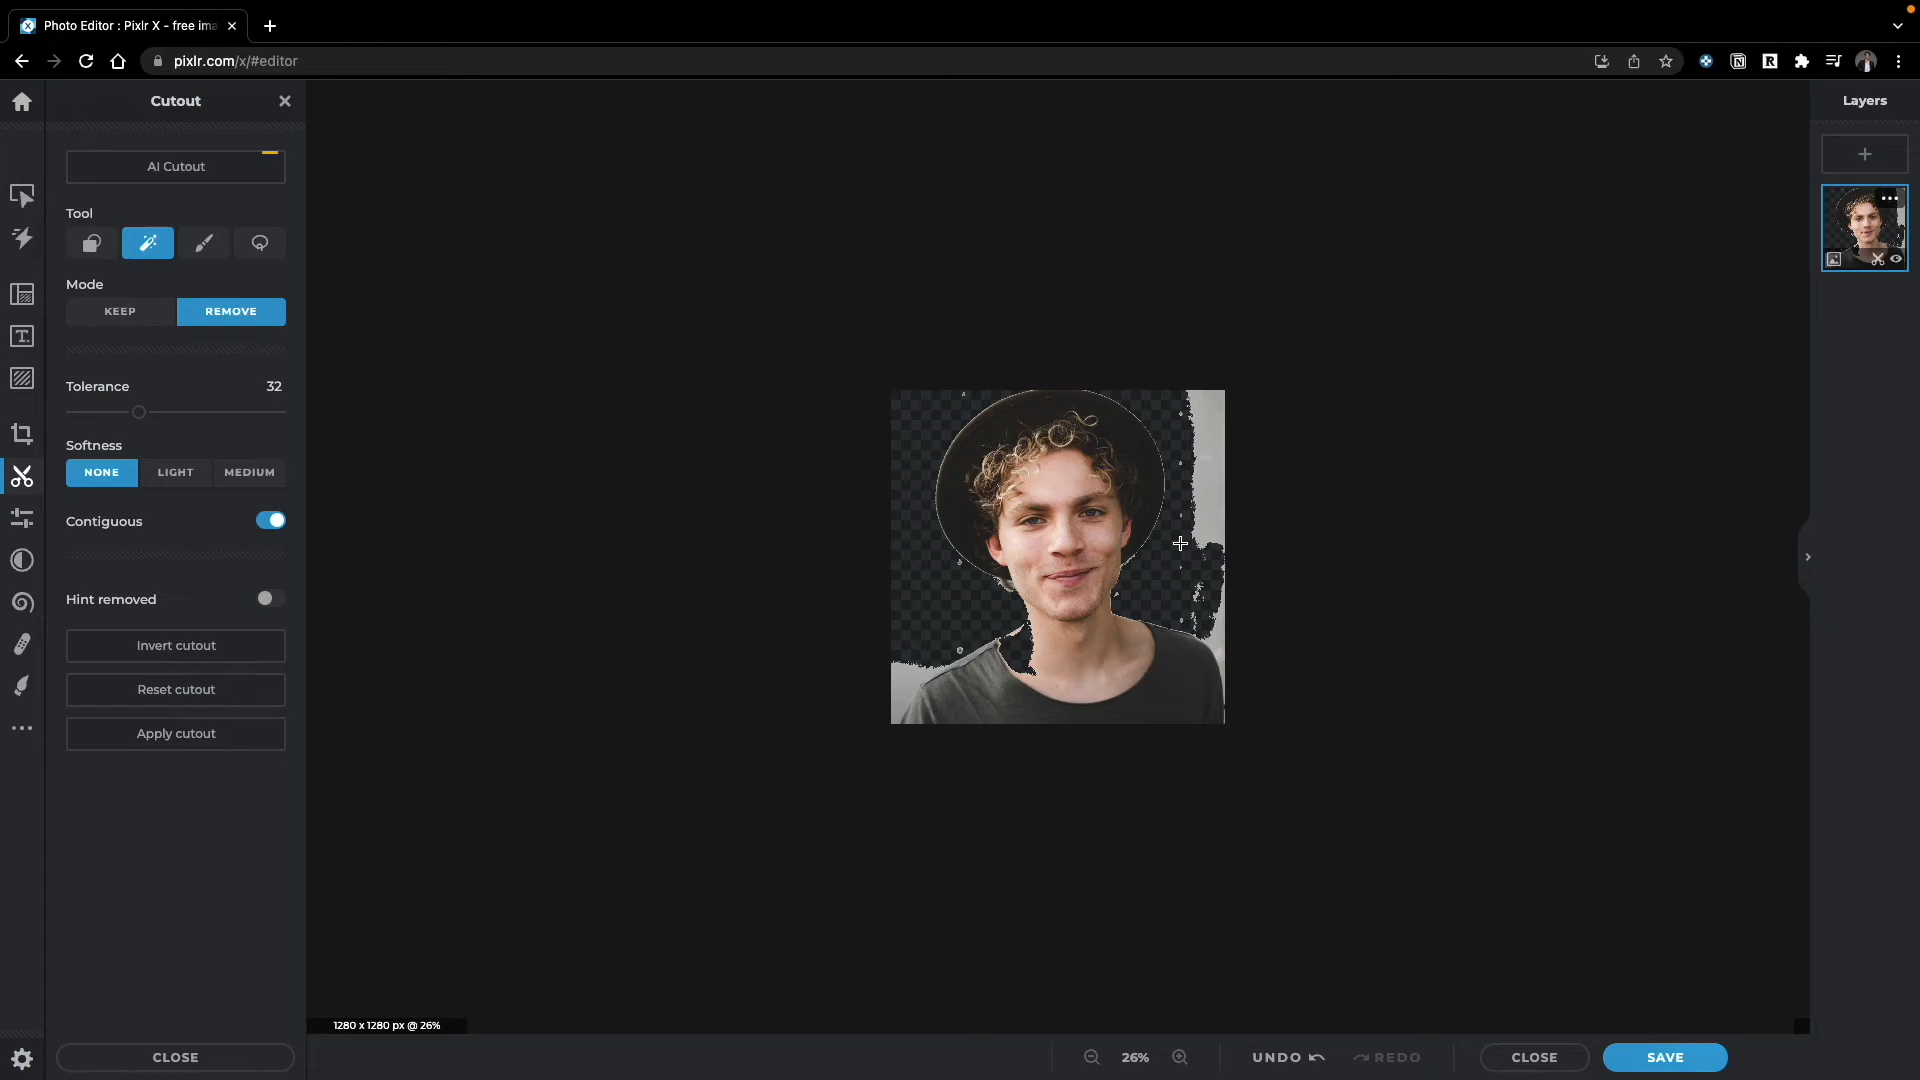 Photo Editor : Pixlr X - free ima
pixlr.com/x/#editor
Cutout
Layers
AI Cutout
Tool
Mode
KEEP
REMOVE
Tolerance
32
Softness
NONE
LIGHT
MEDIUM
Contiguous
Hint removed
Invert cutout
Reset cutout
Apply cutout
1280 x 1280 px @ 26%
CLOSE
26%
UNDO
REDO
CLOSE
SAVE